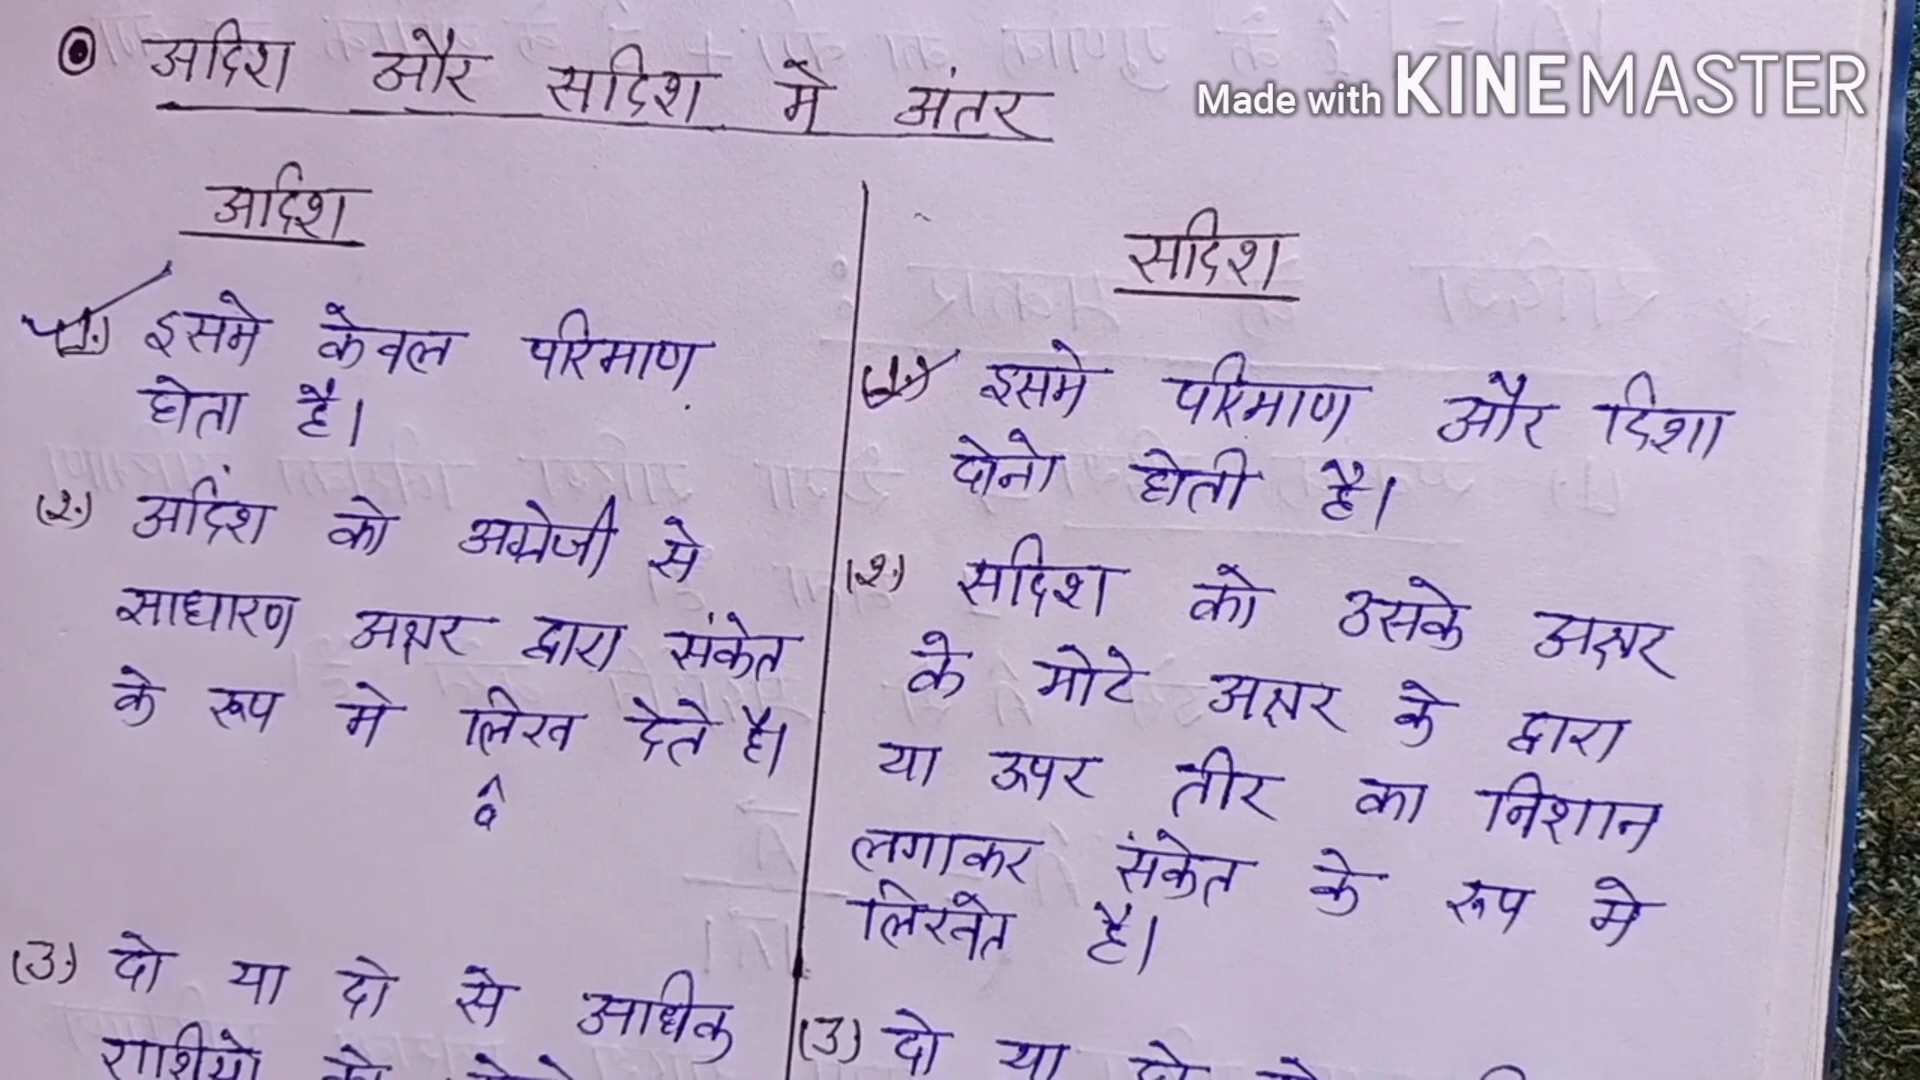 अदिश और सदिश में अंतर
Made with KINEMASTER
अदिश
(1.) इसमे केवल परिमाण
होता है।
(2.) अदिश को अंग्रेजी से
साधारण अक्षर द्वारा संकेत
के रूप मे लिख देते है।
सदिश
(1.) इसमे परिमाण और दिशा
दोनो होती है।
(2.) सदिश को उसके अक्षर
के मोटे अक्षर के द्वारा
या ऊपर तीर का निशान
लगाकर संकेत के रूप मे
लिखते है।
(3.) दो या दो से अधिक
राशियो को
(3) दो या दो से